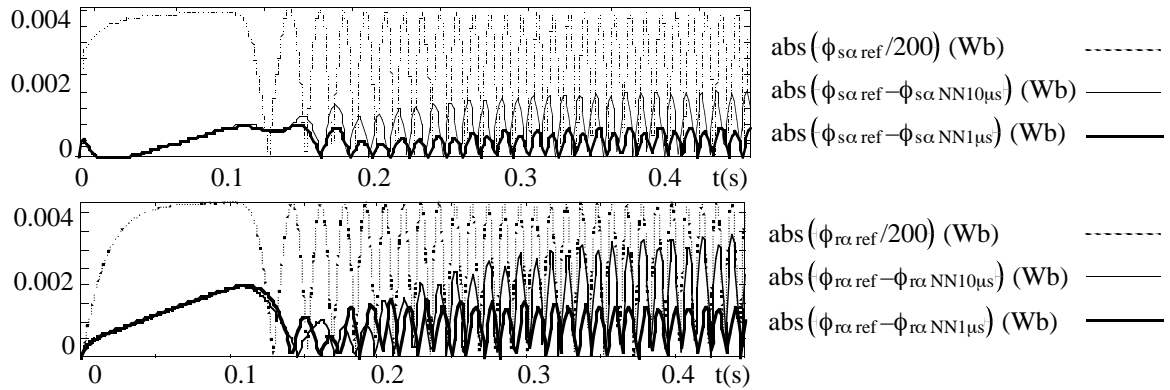 0.004
0.002
0
0 0.1 0.2 0.3 0.4 t(s)
abs(ϕsα ref/200) (Wb)
abs(ϕsα ref−ϕsα NN10μs) (Wb)
abs(ϕsα ref−ϕsα NN1μs) (Wb)
0.004
0.002
0
0 0.1 0.2 0.3 0.4 t(s)
abs(ϕrα ref/200) (Wb)
abs(ϕrα ref−ϕrα NN10μs) (Wb)
abs(ϕrα ref−ϕrα NN1μs) (Wb)